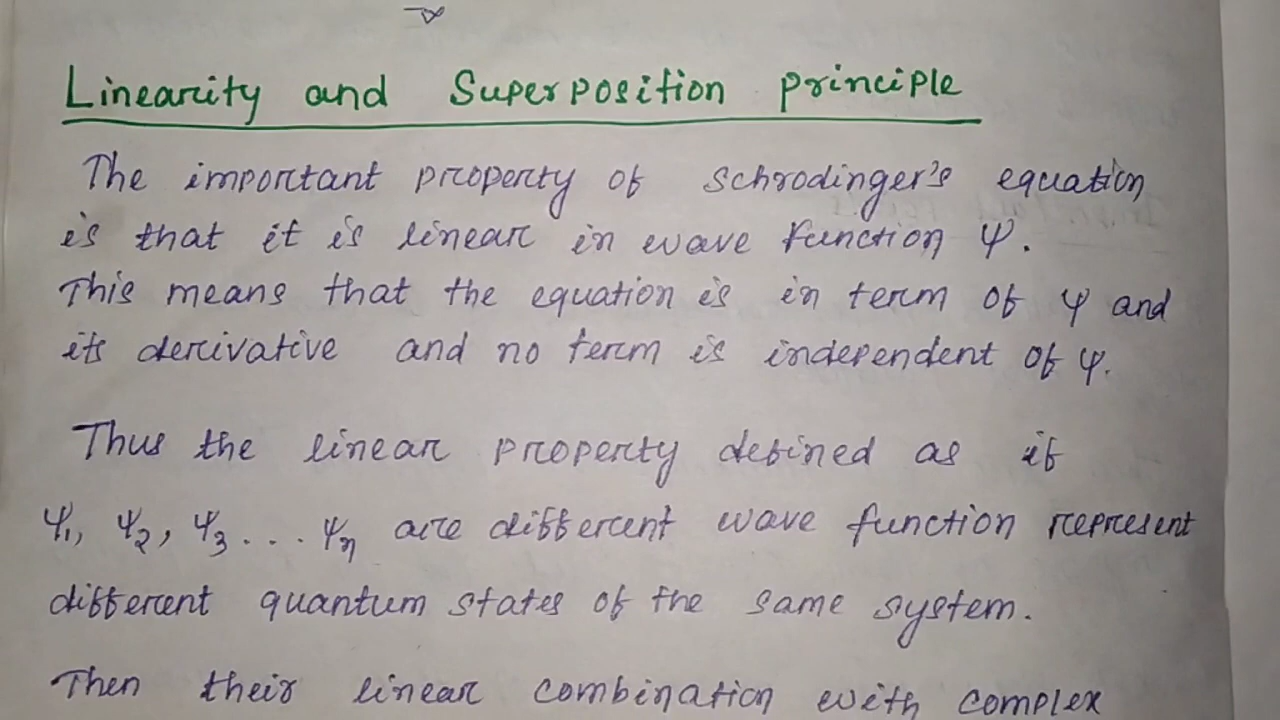 Linearity and Superposition principle
The important property of Schrodinger's equation
is that it is linear in wave function ψ.
This means that the equation is in term of ψ and
its derivative and no term is independent of ψ.
Thus the linear property defined as if
ψ₁, ψ₂, ψ₃ . . . ψₙ are different wave function represent
different quantum states of the same system.
Then their linear combination with complex